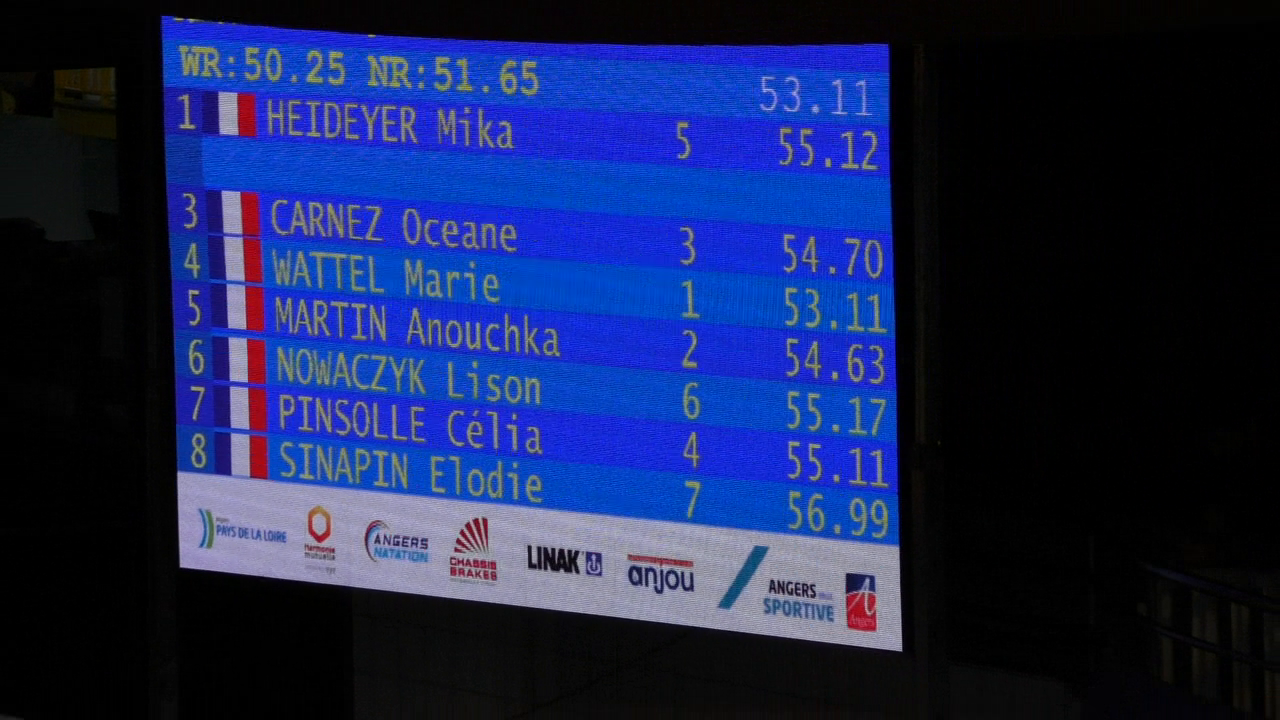 WR:50.25 NR:51.65 53.11
1 HEIDEYER Mika 5 55.12
3 CARNEZ Oceane 3 54.70
4 WATTEL Marie 1 53.11
5 MARTIN Anouchka 2 54.63
6 NOWACZYK Lison 6 55.17
7 PINSOLLE Célia 4 55.11
8 SINAPIN Elodie 7 56.99
PAYS DE LA LOIRE
Harmonie
mutuelle
ANGERS
NATATION
CHASSIS
BRAKES
LINAK
anjou
ANGERS
SPORTIVE
A
Angers